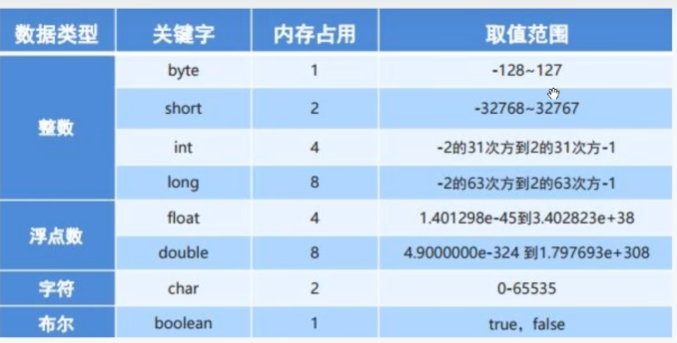 数据类型 关键字 内存占用 取值范围
整数 byte 1 -128~127
short 2 -32768~32767
int 4 -2的31次方到2的31次方-1
long 8 -2的63次方到2的63次方-1
浮点数 float 4 1.401298e-45到3.402823e+38
double 8 4.9000000e-324 到1.797693e+308
字符 char 2 0-65535
布尔 boolean 1 true，false